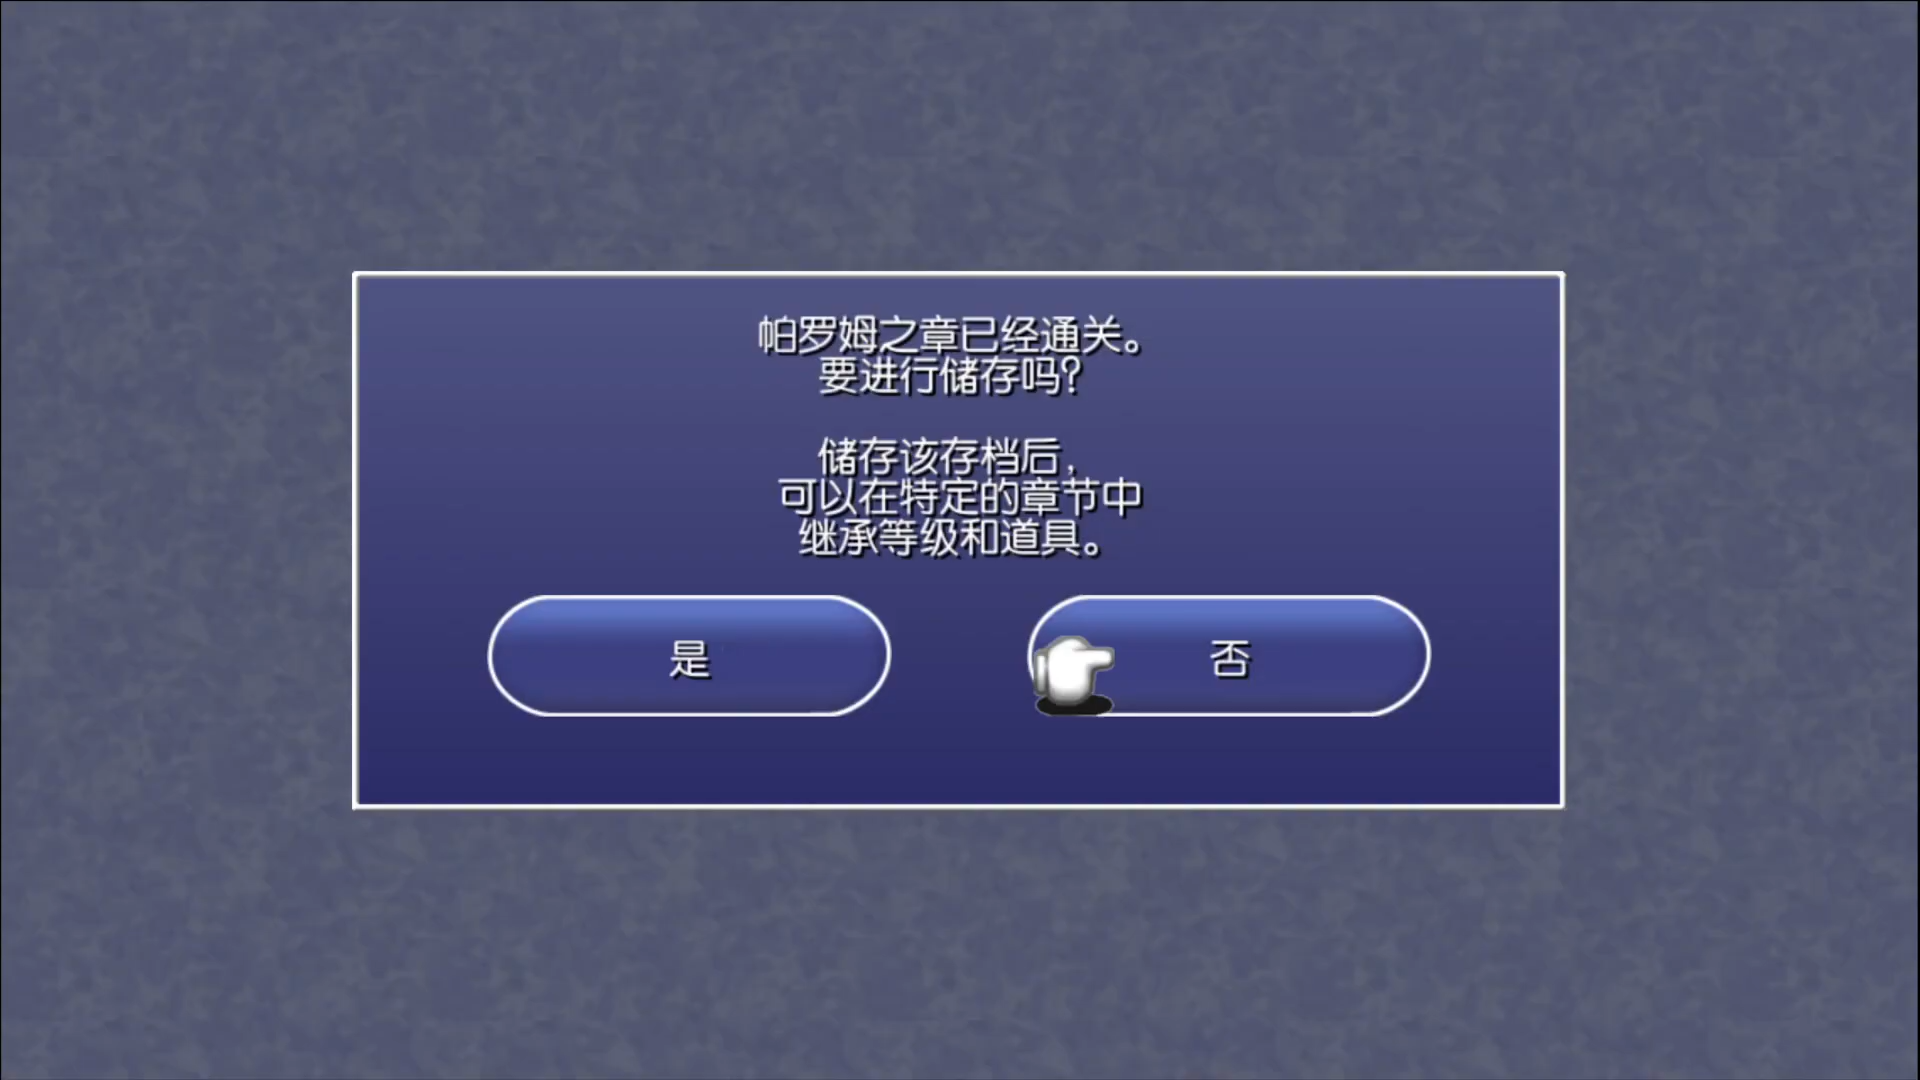 帕罗姆之章已经通关。
要进行储存吗?
储存该存档后,
可以在特定的章节中
继承等级和道具。
是
否